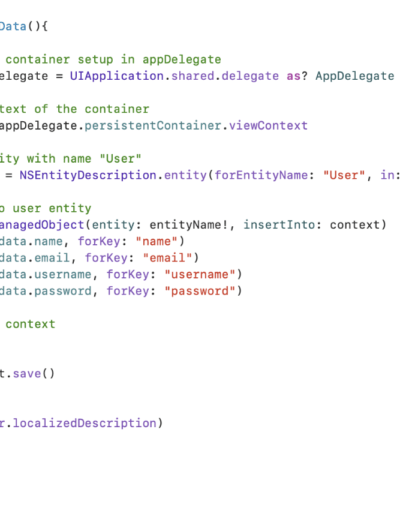 Data(){
container setup in appDelegate
elegate = UIApplication.shared.delegate as? AppDelegate
text of the container
appDelegate.persistentContainer.viewContext
ity with name "User"
= NSEntityDescription.entity(forEntityName: "User", in:
o user entity
anagedObject(entity: entityName!, insertInto: context)
data.name, forKey: "name")
data.email, forKey: "email")
data.username, forKey: "username")
data.password, forKey: "password")
context
t.save()
r.localizedDescription)